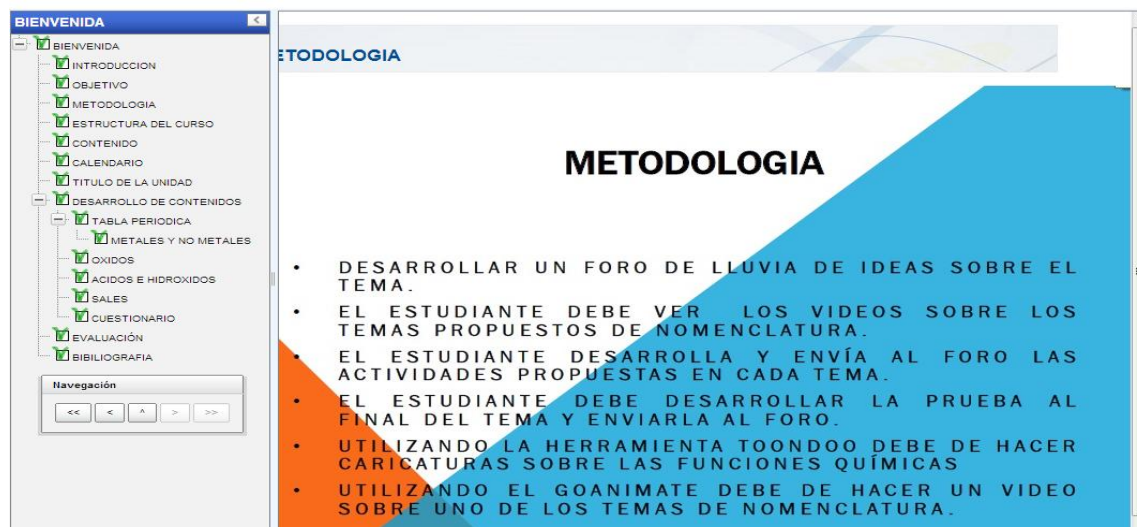 BIENVENIDA
<
BIENVENIDA
INTRODUCCION
OBJETIVO
METODOLOGIA
ESTRUCTURA DEL CURSO
CONTENIDO
CALENDARIO
TITULO DE LA UNIDAD
DESARROLLO DE CONTENIDOS
TABLA PERIODICA
METALES Y NO METALES
OXIDOS
ACIDOS E HIDROXIDOS
SALES
CUESTIONARIO
EVALUACIÓN
BIBILIOGRAFIA
Navegación
<< < ^ > >>
ETODOLOGIA
METODOLOGIA
• DESARROLLAR UN FORO DE LLUVIA DE IDEAS SOBRE EL
TEMA.
• EL ESTUDIANTE DEBE VER LOS VIDEOS SOBRE LOS
TEMAS PROPUESTOS DE NOMENCLATURA.
• EL ESTUDIANTE DESARROLLA Y ENVÍA AL FORO LAS
ACTIVIDADES PROPUESTAS EN CADA TEMA.
• EL ESTUDIANTE DEBE DESARROLLAR LA PRUEBA AL
FINAL DEL TEMA Y ENVIARLA AL FORO.
• UTILIZANDO LA HERRAMIENTA TOONDOO DEBE DE HACER
CARICATURAS SOBRE LAS FUNCIONES QUÍMICAS
• UTILIZANDO EL GOANIMATE DEBE DE HACER UN VIDEO
SOBRE UNO DE LOS TEMAS DE NOMENCLATURA.